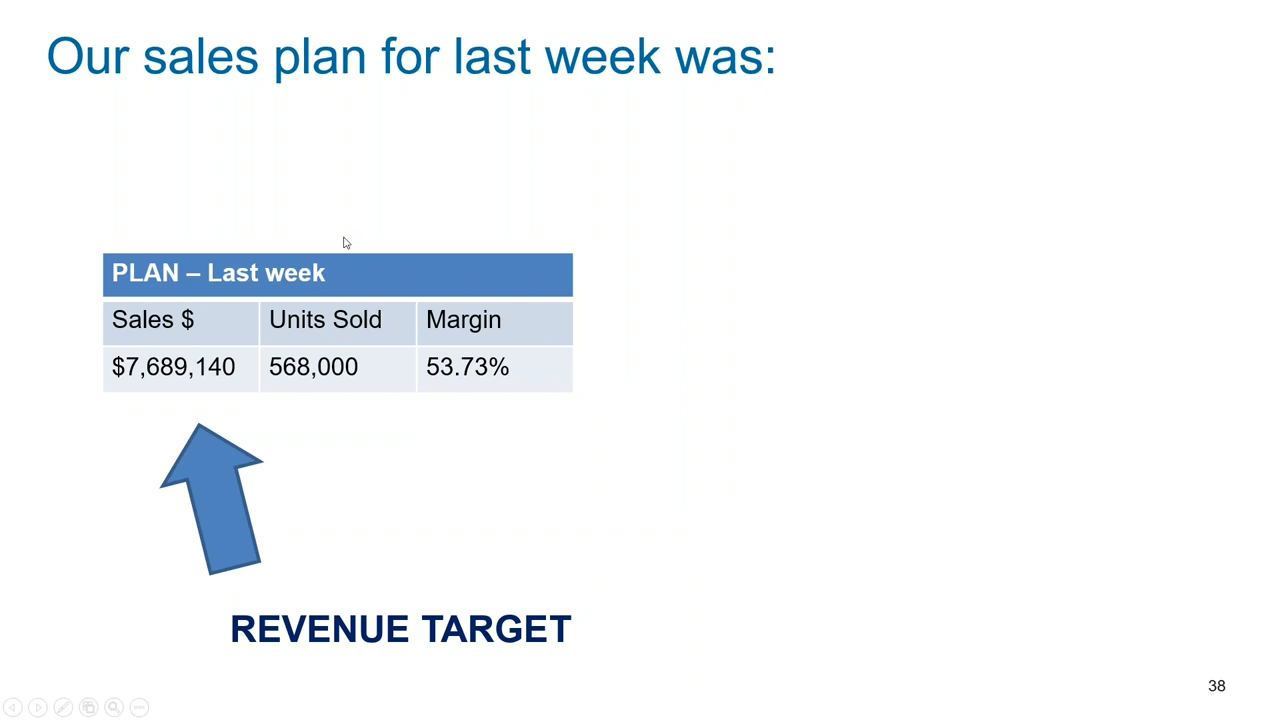 Our sales plan for last week was:
PLAN – Last week
Sales $ Units Sold Margin
$7,689,140 568,000 53.73%
REVENUE TARGET
38